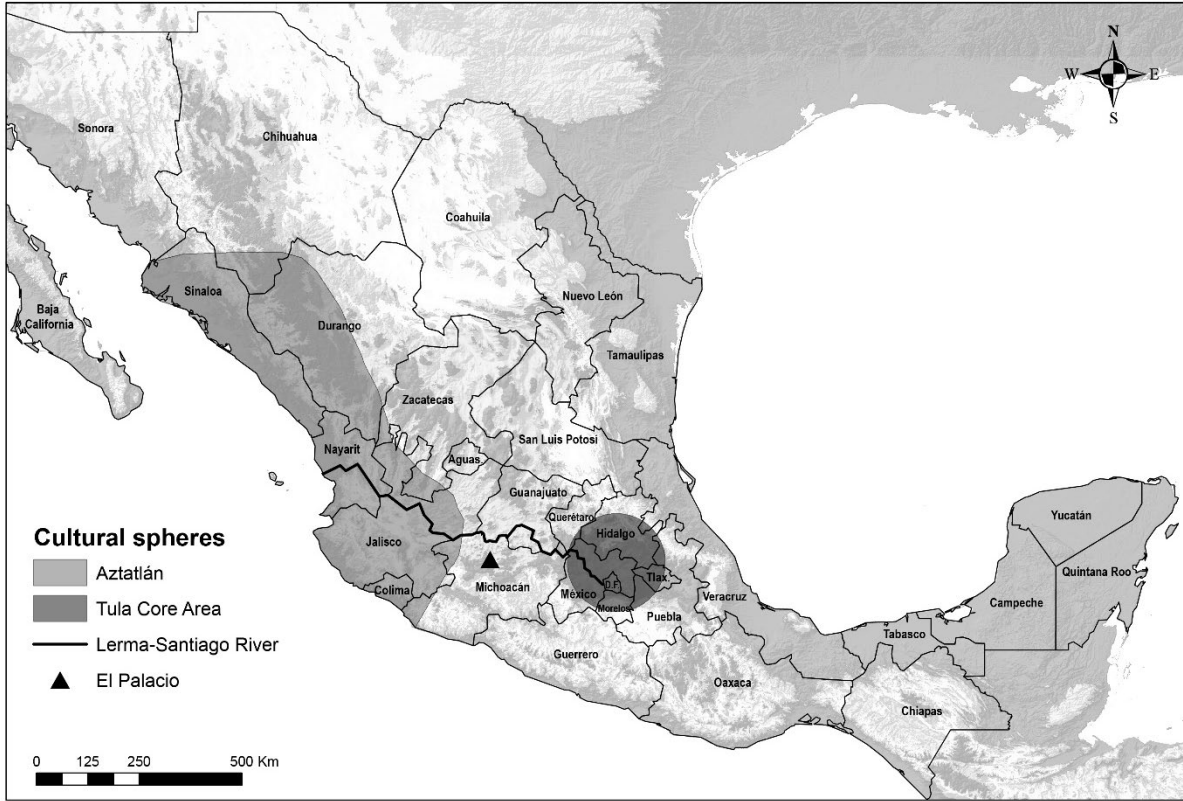 N
W E
S
Sonora
Chihuahua
Coahuila
Baja
California
Sinaloa
Durango
Nuevo León
Tamaulipas
Zacatecas
San Luis Potosí
Nayarit
Aguas.
Guanajuato
Querétaro
Hidalgo
Jalisco
Colima
Michoacán
México
D.F.
Tlax.
Morelos
Puebla
Veracruz
Guerrero
Oaxaca
Tabasco
Chiapas
Campeche
Yucatán
Quintana Roo
Cultural spheres
Aztatlán
Tula Core Area
Lerma-Santiago River
El Palacio
0 125 250 500 Km